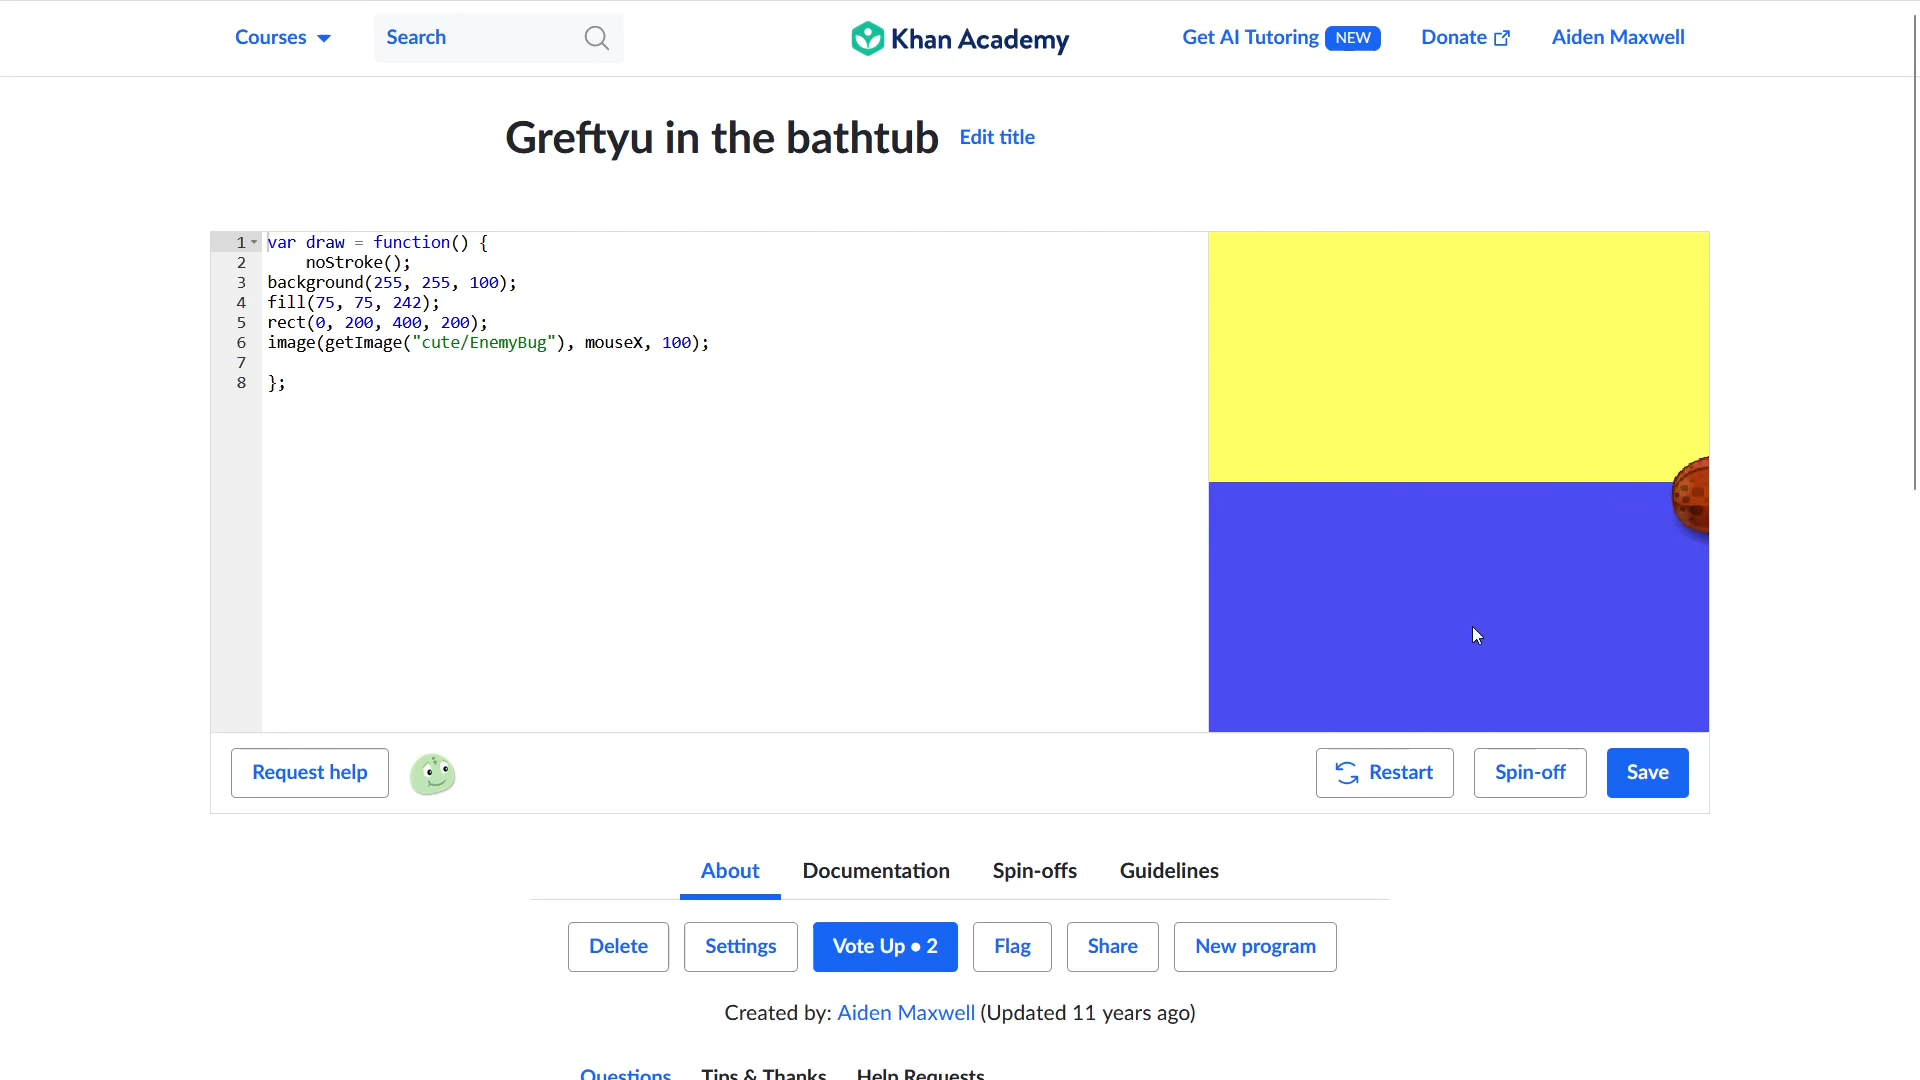 Courses
Search
Khan Academy
Get AI Tutoring NEW
Donate
Aiden Maxwell
Greftyu in the bathtub
Edit title
1 var draw = function() {
2     noStroke();
3 background(255, 255, 100);
4 fill(75, 75, 242);
5 rect(0, 200, 400, 200);
6 image(getImage("cute/EnemyBug"), mouseX, 100);
7
8 };
Request help
Restart
Spin-off
Save
About Documentation Spin-offs Guidelines
Delete Settings Vote Up • 2 Flag Share New program
Created by: Aiden Maxwell (Updated 11 years ago)
Questions Tips & Thanks Help Requests